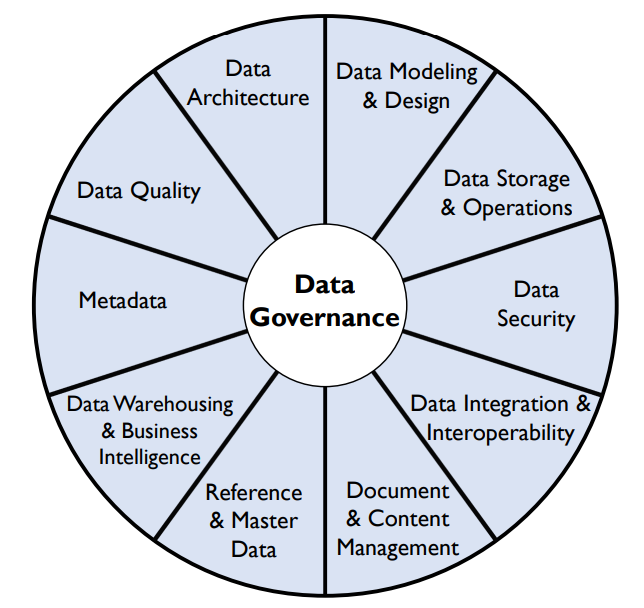 Data
Architecture
Data Modeling
& Design
Data Storage
& Operations
Data
Security
Data Integration &
Interoperability
Document
& Content
Management
Reference
& Master
Data
Data Warehousing
& Business
Intelligence
Metadata
Data Quality
Data
Governance